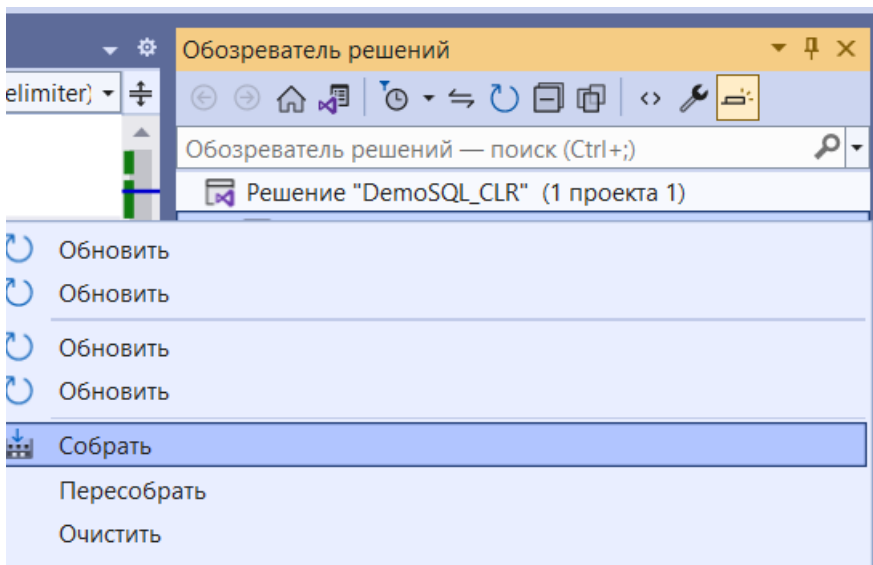 Обозреватель решений
elimiter)
Обозреватель решений — поиск (Ctrl+;)
Решение "DemoSQL_CLR" (1 проекта 1)
Обновить
Обновить
Обновить
Обновить
Собрать
Пересобрать
Очистить